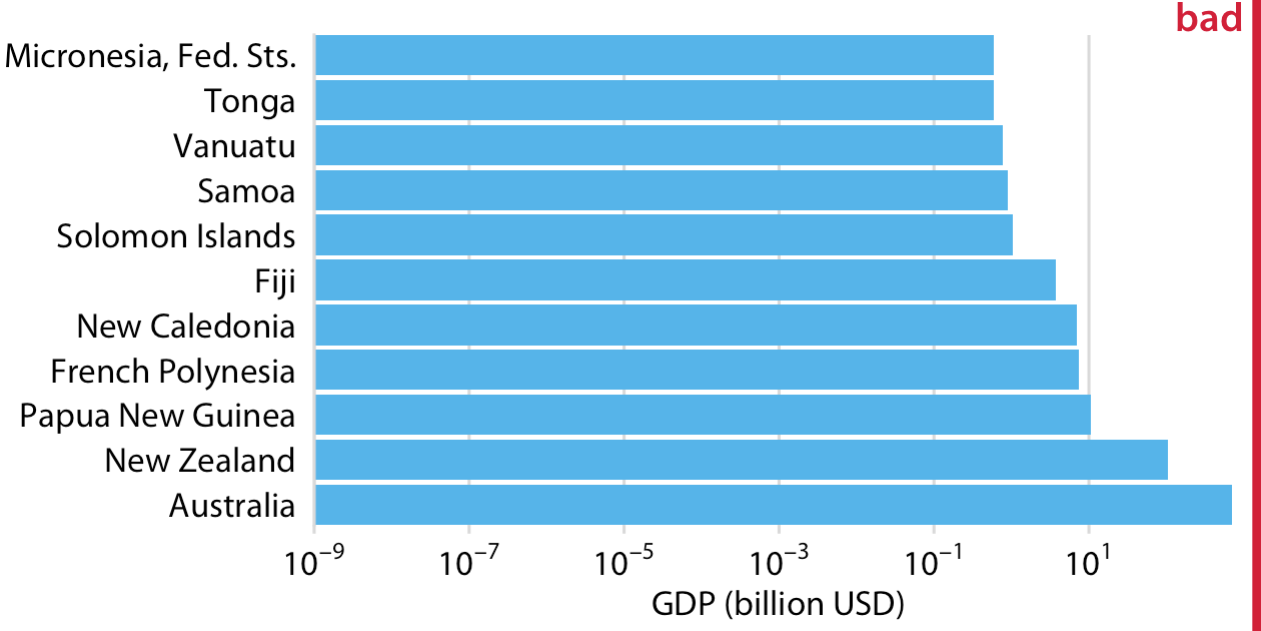 bad
Micronesia, Fed. Sts.
Tonga
Vanuatu
Samoa
Solomon Islands
Fiji
New Caledonia
French Polynesia
Papua New Guinea
New Zealand
Australia
10⁻⁹ 10⁻⁷ 10⁻⁵ 10⁻³ 10⁻¹ 10¹
GDP (billion USD)